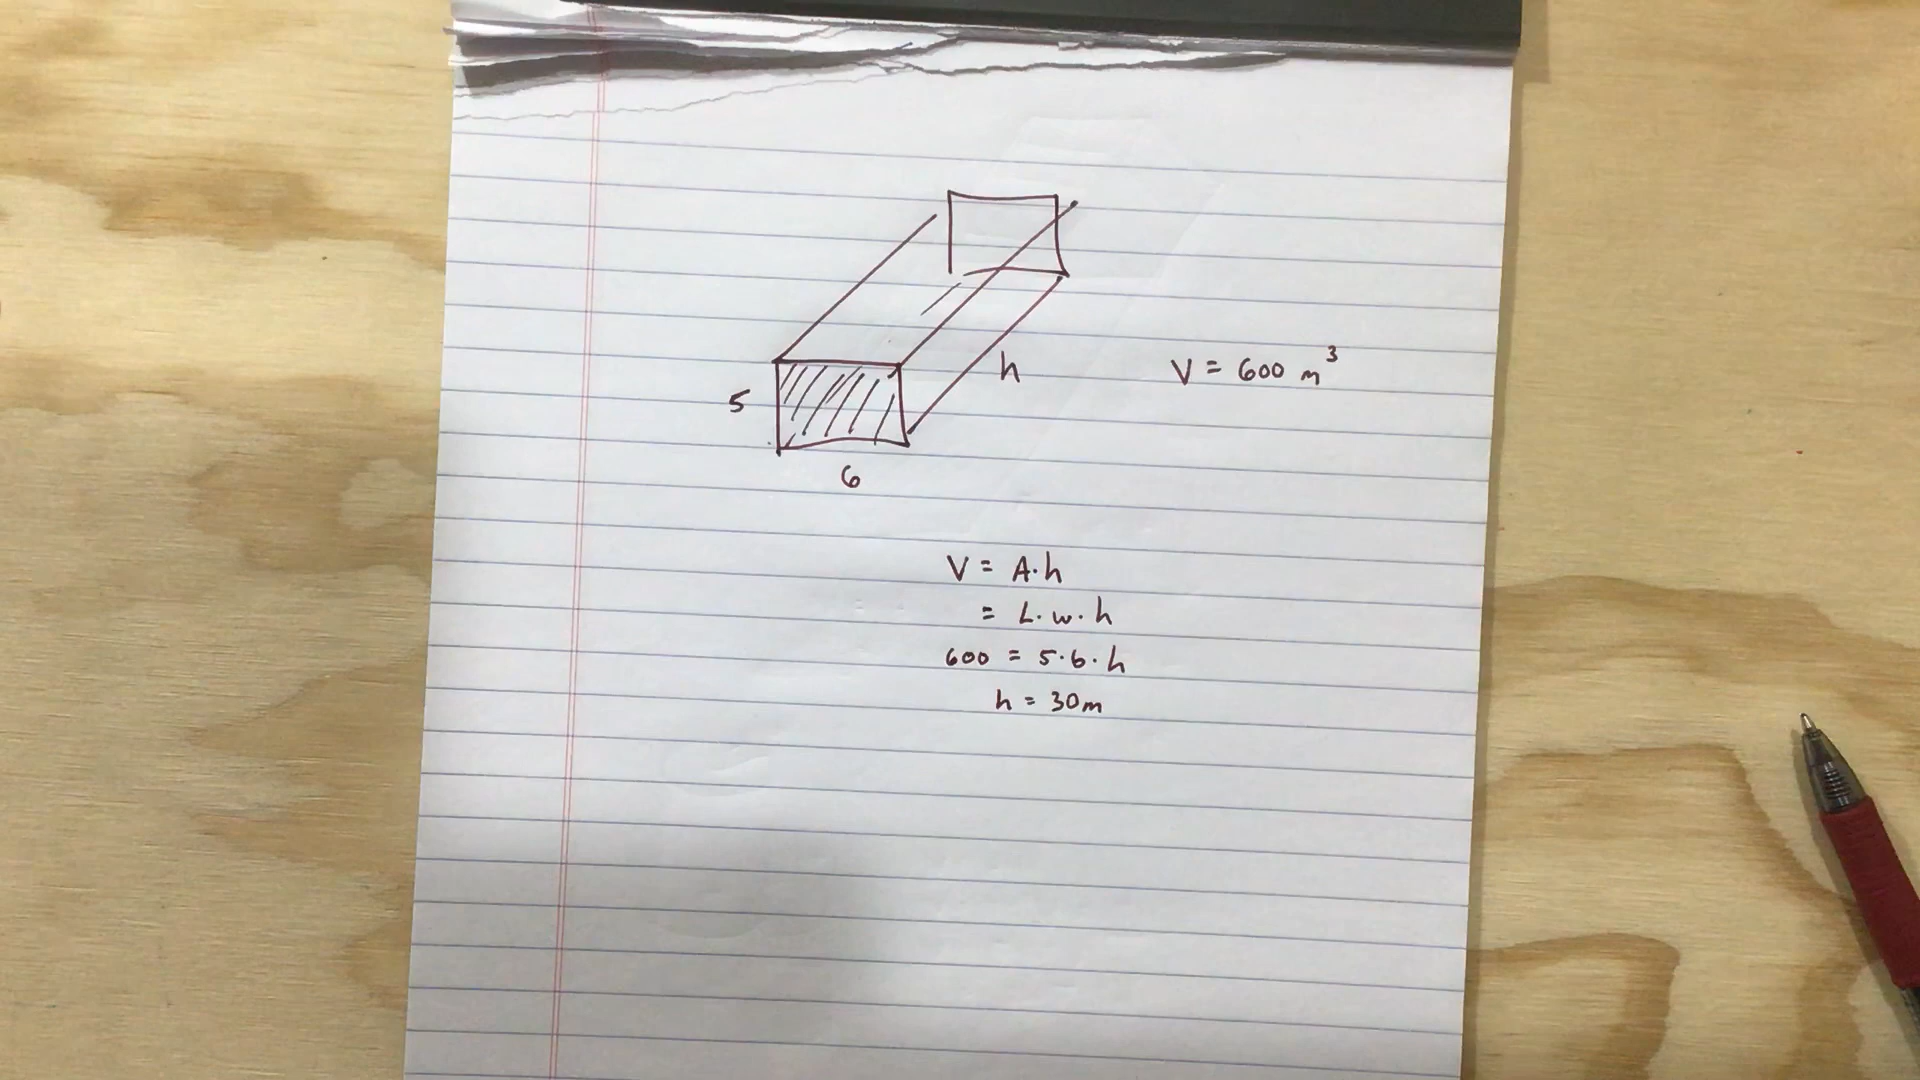 5
6
h
V = 600 m³
V = A·h
= L·w·h
600 = 5·6·h
h = 30m